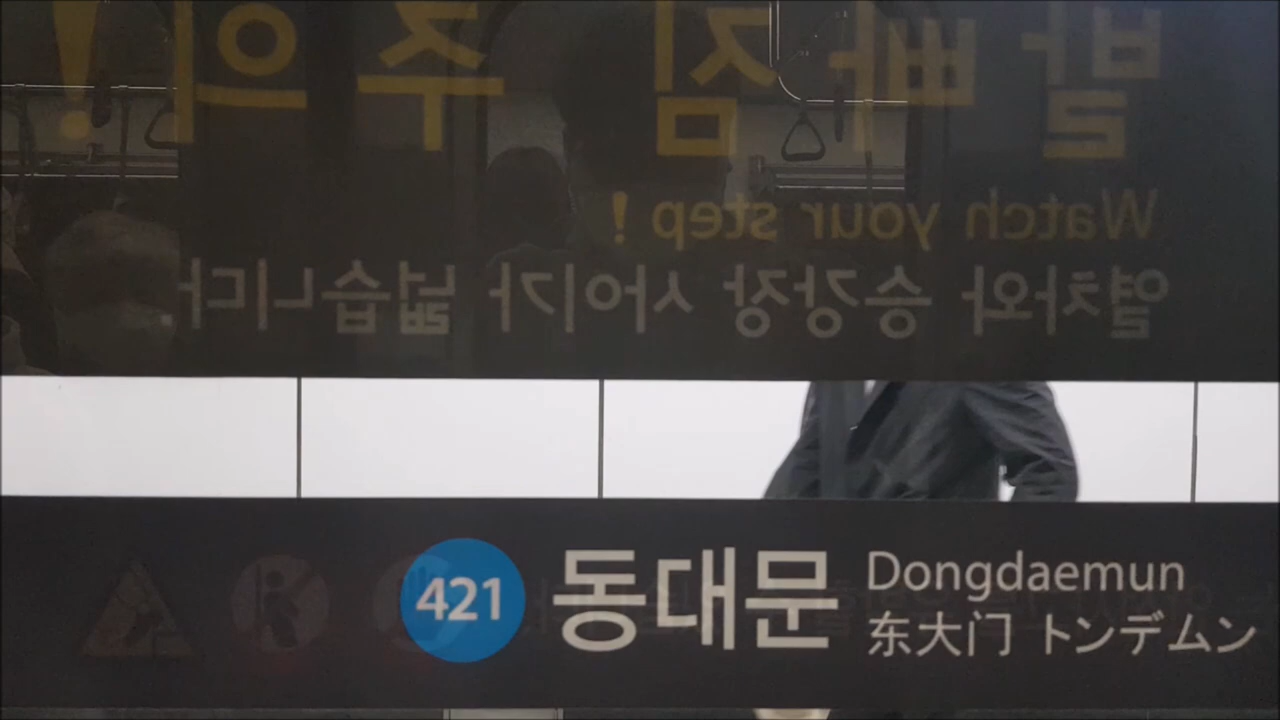 발빠짐 주의!
Watch your step !
열차와 승강장 사이가 넓습니다
421 동대문 Dongdaemun
东大门 トンデムン